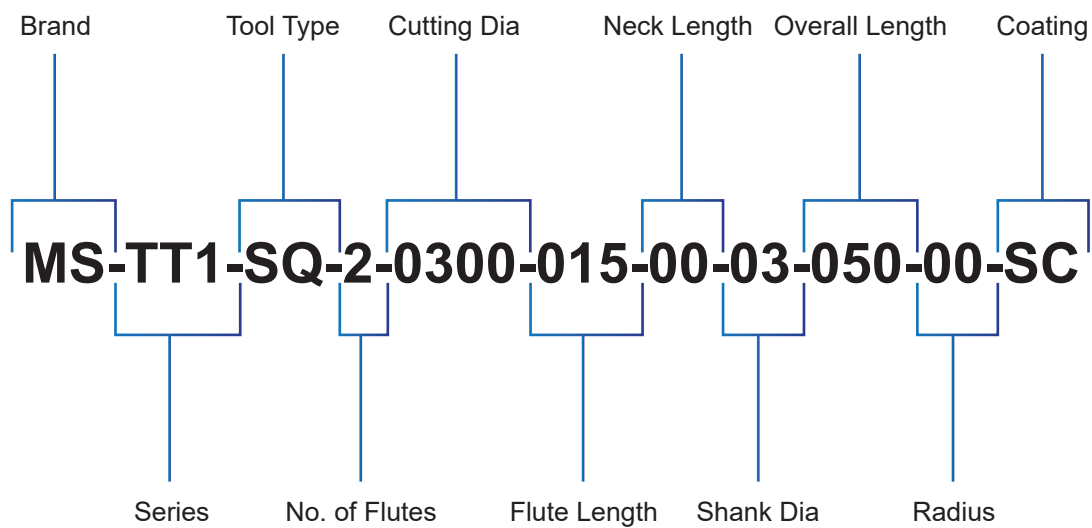 Brand Tool Type Cutting Dia Neck Length Overall Length Coating
MS-TT1-SQ-2-0300-015-00-03-050-00-SC
Series No. of Flutes Flute Length Shank Dia Radius